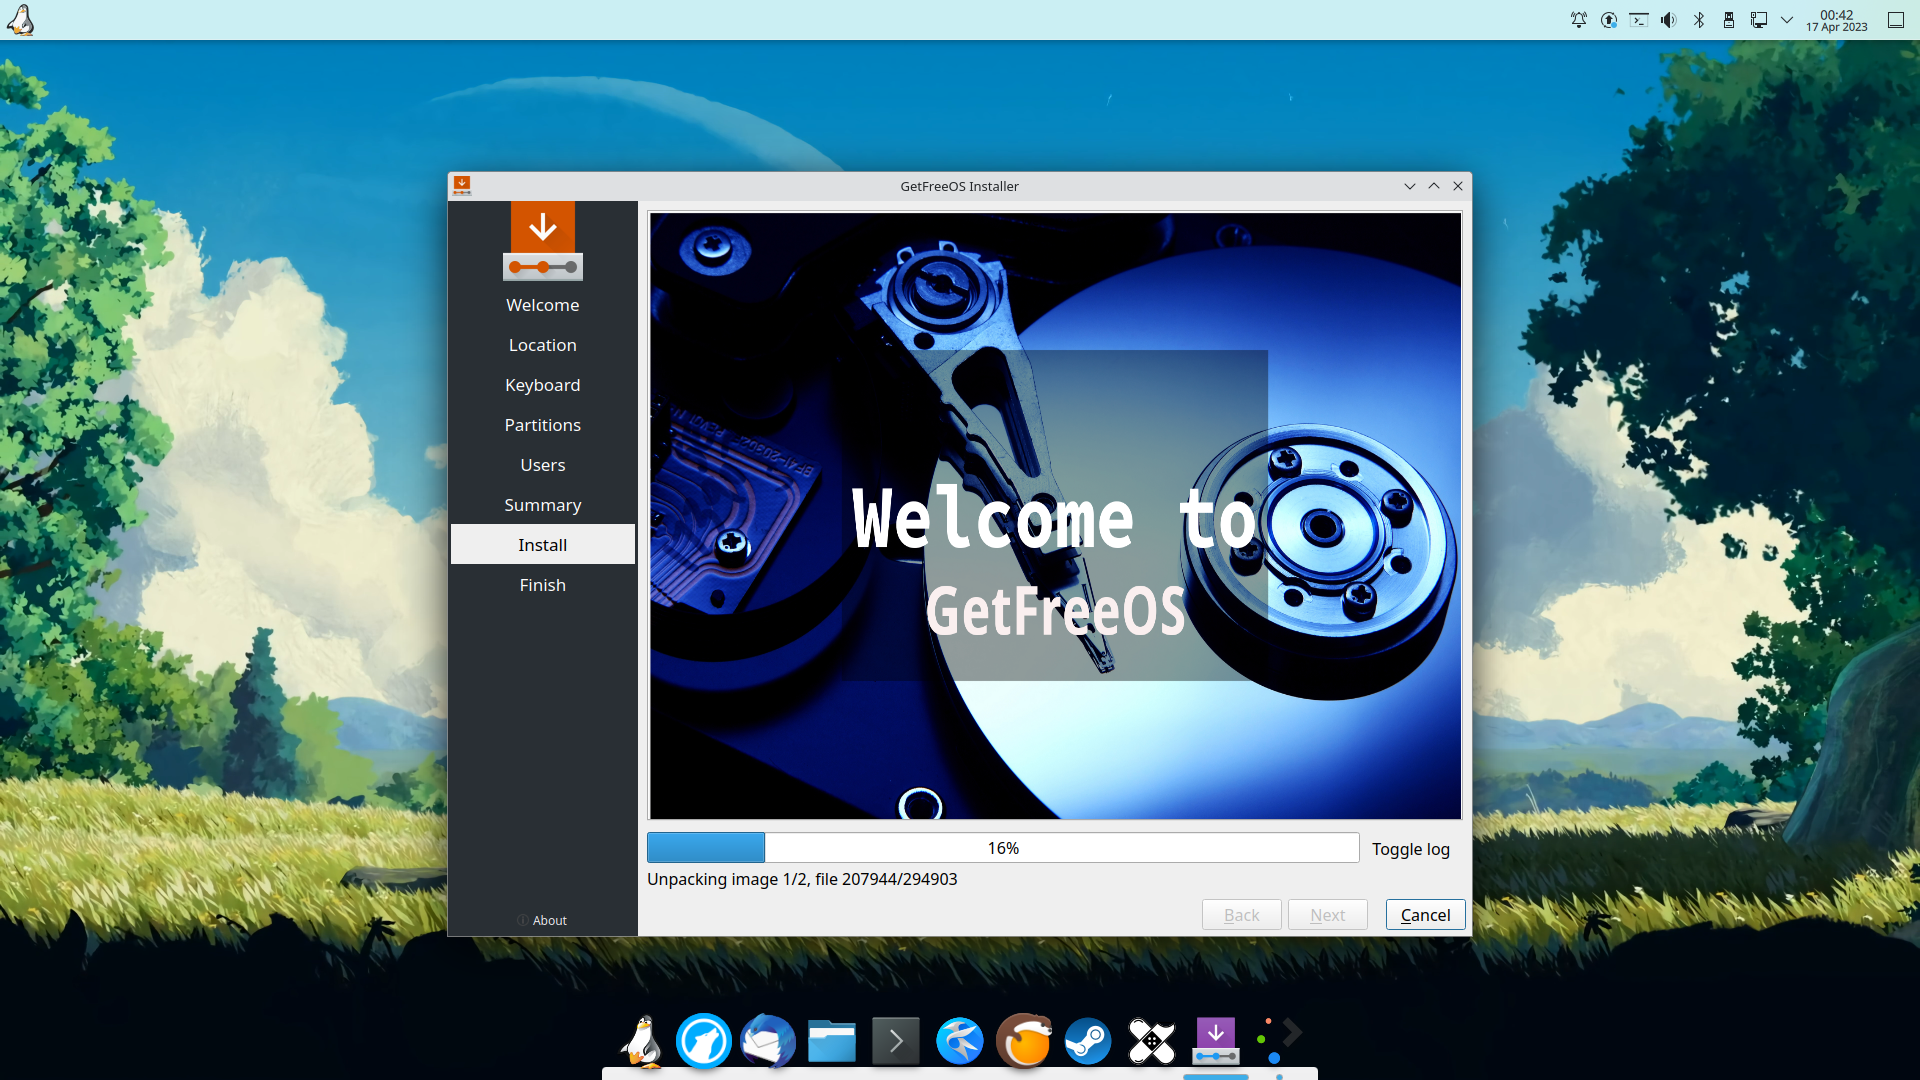 00:42
17 Apr 2023
GetFreeOS Installer
Welcome
Location
Keyboard
Partitions
Users
Summary
Install
Finish
About
Welcome to
GetFreeOS
16%
Toggle log
Unpacking image 1/2, file 207944/294903
Back
Next
Cancel